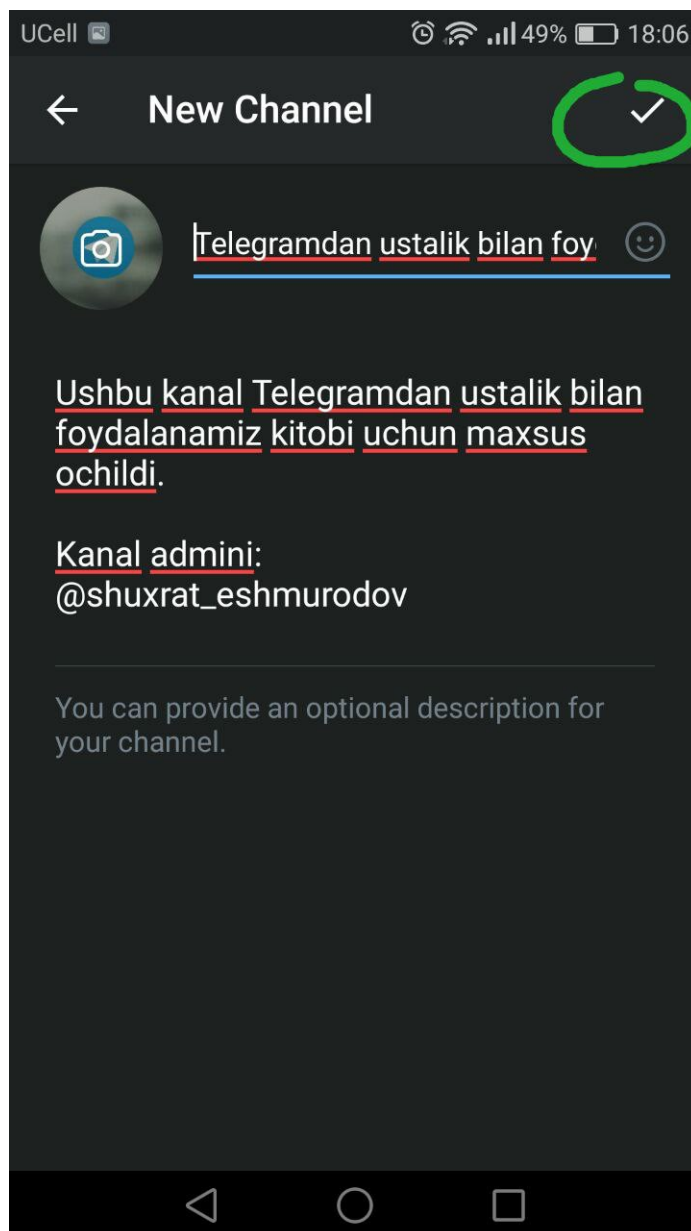 UCell 49% 18:06
New Channel
Telegramdan ustalik bilan foy
Ushbu kanal Telegramdan ustalik bilan
foydalanamiz kitobi uchun maxsus
ochildi.
Kanal admini:
@shuxrat_eshmurodov
You can provide an optional description for
your channel.